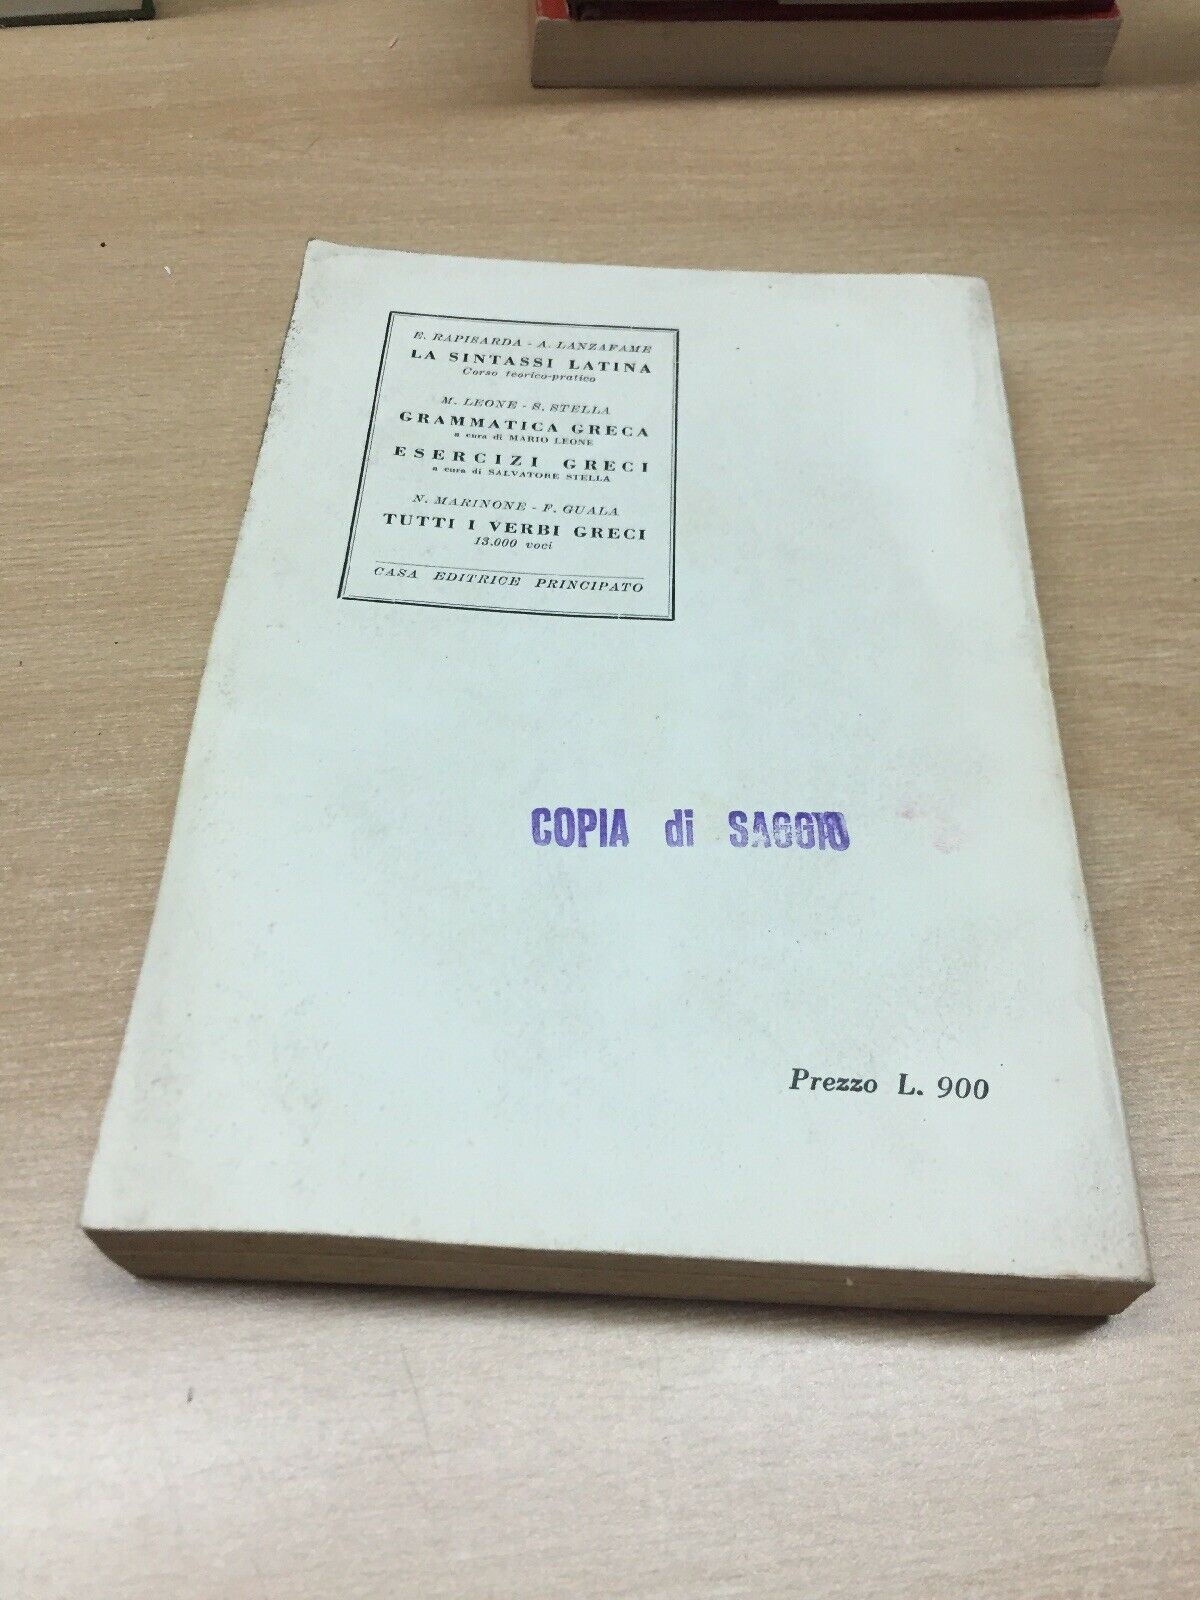 E. RAPISARDA - A. LANZAFAME
LA SINTASSI LATINA
Corso teorico-pratico
M. LEONE - S. STELLA
GRAMMATICA GRECA
a cura di MARIO LEONE
ESERCIZI GRECI
a cura di SALVATORE STELLA
N. MARINONE - F. GUALA
TUTTI I VERBI GRECI
13.000 voci
CASA EDITRICE PRINCIPATO
COPIA di SAGGIO
Prezzo L. 900